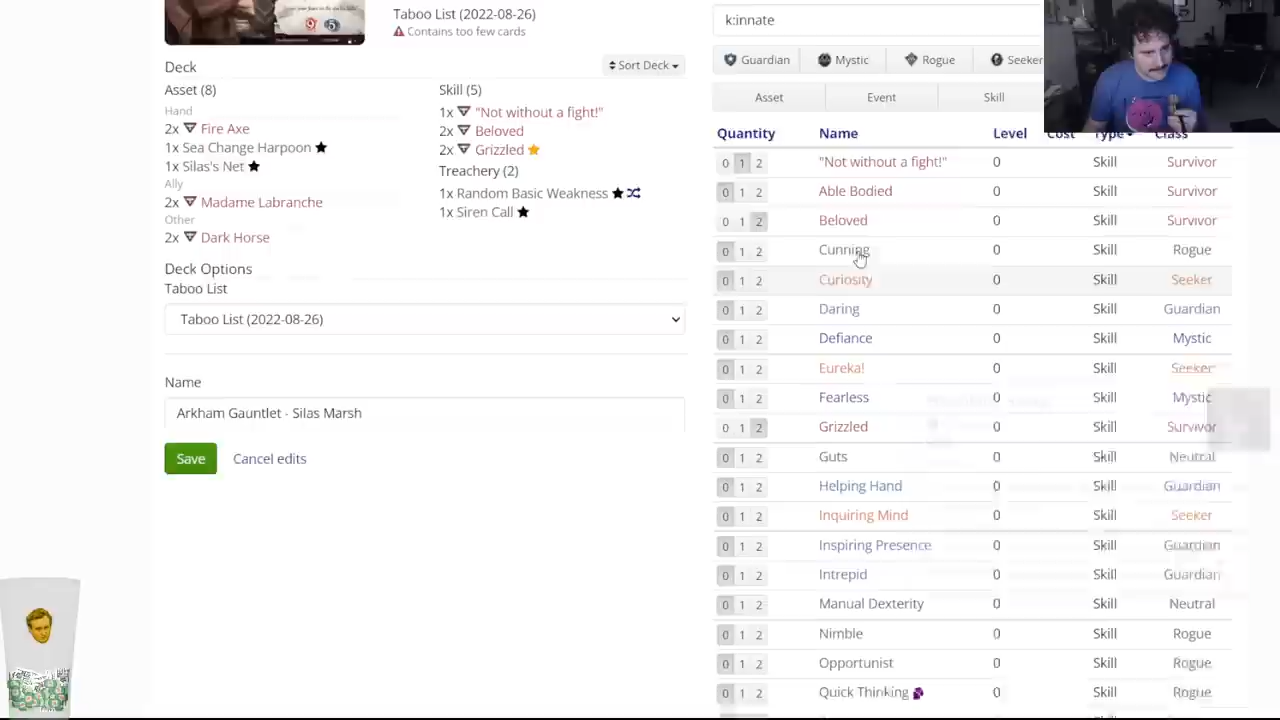 Taboo List (2022-08-26)
Contains too few cards
Deck
Sort Deck
Asset (8)
Hand
2x Fire Axe
1x Sea Change Harpoon
1x Silas's Net
Ally
2x Madame Labranche
Other
2x Dark Horse
Skill (5)
1x "Not without a fight!"
2x Beloved
2x Grizzled
Treachery (2)
1x Random Basic Weakness
1x Siren Call
Deck Options
Taboo List
Taboo List (2022-08-26)
Name
Arkham Gauntlet - Silas Marsh
Save Cancel edits
k:innate
Guardian Mystic Rogue Seeker
Asset Event Skill
Quantity Name Level Cost Type Class
0 1 2 "Not without a fight!" 0 Skill Survivor
0 1 2 Able Bodied 0 Skill Survivor
0 1 2 Beloved 0 Skill Survivor
0 1 2 Cunning 0 Skill Rogue
0 1 2 Curiosity 0 Skill Seeker
0 1 2 Daring 0 Skill Guardian
0 1 2 Defiance 0 Skill Mystic
0 1 2 Eureka! 0 Skill Seeker
0 1 2 Fearless 0 Skill Mystic
0 1 2 Grizzled 0 Skill Survivor
0 1 2 Guts 0 Skill Neutral
0 1 2 Helping Hand 0 Skill Guardian
0 1 2 Inquiring Mind 0 Skill Seeker
0 1 2 Inspiring Presence 0 Skill Guardian
0 1 2 Intrepid 0 Skill Guardian
0 1 2 Manual Dexterity 0 Skill Neutral
0 1 2 Nimble 0 Skill Rogue
0 1 2 Opportunist 0 Skill Rogue
0 1 2 Quick Thinking 0 Skill Rogue